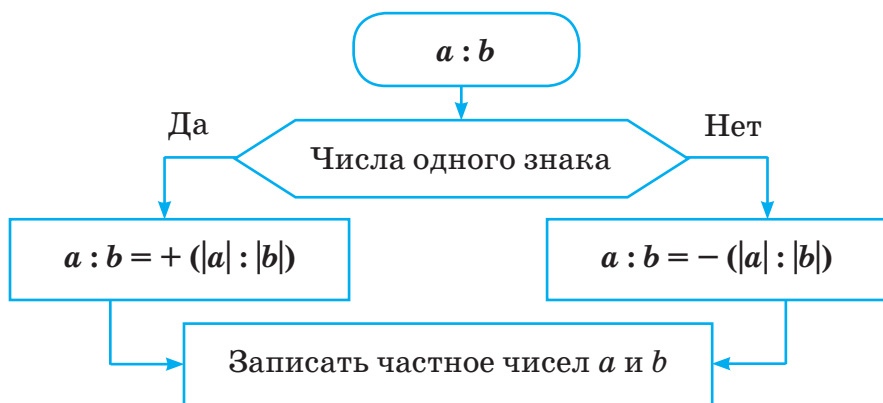 a : b
Да
Нет
Числа одного знака
a : b = + (|a| : |b|)
a : b = − (|a| : |b|)
Записать частное чисел a и b